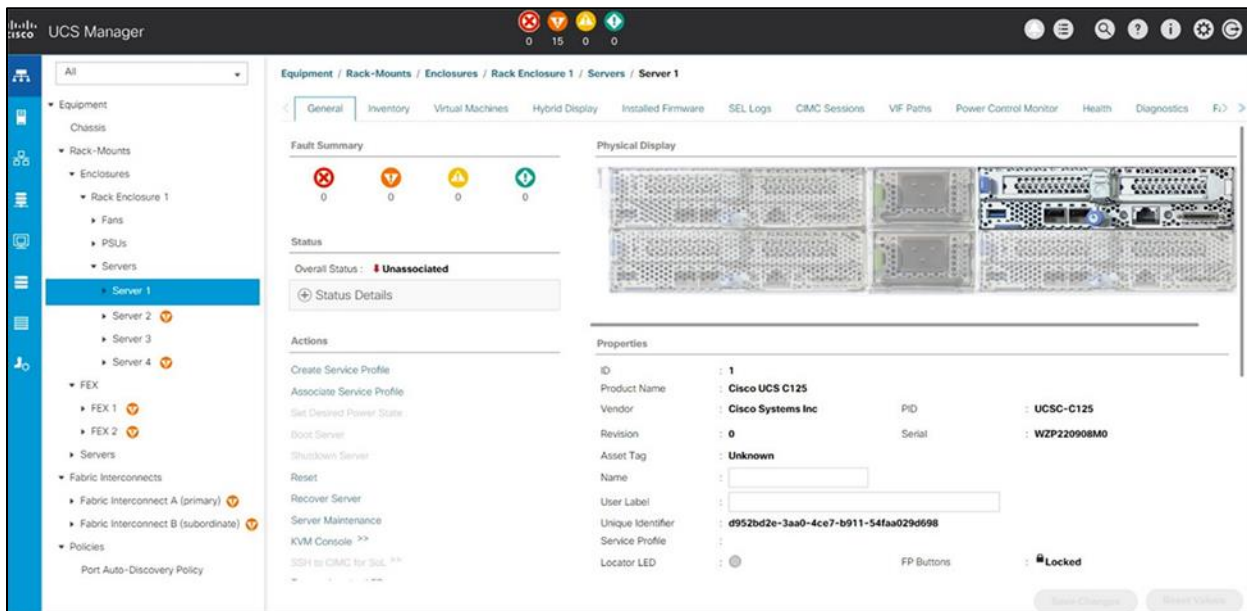 cisco UCS Manager
0 15 0 0
All
Equipment
Chassis
Rack-Mounts
Enclosures
Rack Enclosure 1
Fans
PSUs
Servers
Server 1
Server 2
Server 3
Server 4
FEX
FEX 1
FEX 2
Servers
Fabric Interconnects
Fabric Interconnect A (primary)
Fabric Interconnect B (subordinate)
Policies
Port Auto-Discovery Policy
Equipment / Rack-Mounts / Enclosures / Rack Enclosure 1 / Servers / Server 1
General Inventory Virtual Machines Hybrid Display Installed Firmware SEL Logs CIMC Sessions VIF Paths Power Control Monitor Health Diagnostics
Fault Summary
0 0 0 0
Status
Overall Status : Unassociated
Status Details
Actions
Create Service Profile
Associate Service Profile
Set Desired Power State
Boot Server
Shutdown Server
Reset
Recover Server
Server Maintenance
KVM Console >>
SSH to CIMC for SoL >>
Physical Display
Properties
ID : 1
Product Name : Cisco UCS C125
Vendor : Cisco Systems Inc PID : UCSC-C125
Revision : 0 Serial : WZP220908M0
Asset Tag : Unknown
Name :
User Label :
Unique Identifier : d952bd2e-3aa0-4ce7-b911-54faa029d698
Service Profile :
Locator LED : FP Buttons : Locked
Save Changes Reset Values